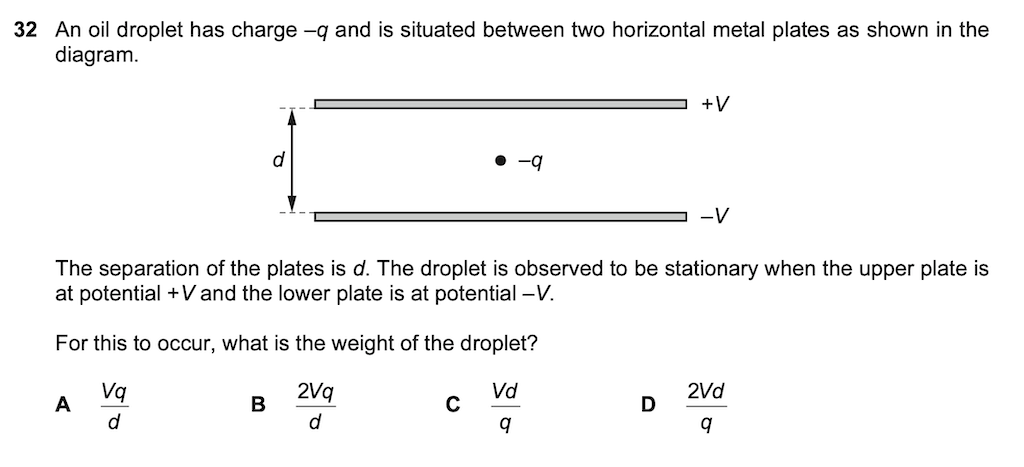 32 An oil droplet has charge –q and is situated between two horizontal metal plates as shown in the
diagram.
+V
d
–q
–V
The separation of the plates is d. The droplet is observed to be stationary when the upper plate is
at potential +V and the lower plate is at potential –V.
For this to occur, what is the weight of the droplet?
A Vq/d B 2Vq/d C Vd/q D 2Vd/q